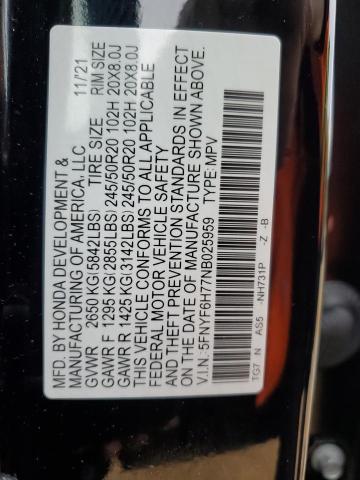 MFD. BY HONDA DEVELOPMENT &
MANUFACTURING OF AMERICA, LLC 11/21
GVWR 2650 KG(5842LBS) TIRE SIZE RIM SIZE
GAWR F 1295 KG(2855LBS) 245/50R20 102H 20X8.0J
GAWR R 1425 KG(3142LBS) 245/50R20 102H 20X8.0J
THIS VEHICLE CONFORMS TO ALL APPLICABLE
FEDERAL MOTOR VEHICLE SAFETY
AND THEFT PREVENTION STANDARDS IN EFFECT
ON THE DATE OF MANUFACTURE SHOWN ABOVE.
V.I.N.: 5FNYF6H77NB025959 TYPE: MPV
TG7 N AS5 -NH731P -Z -B